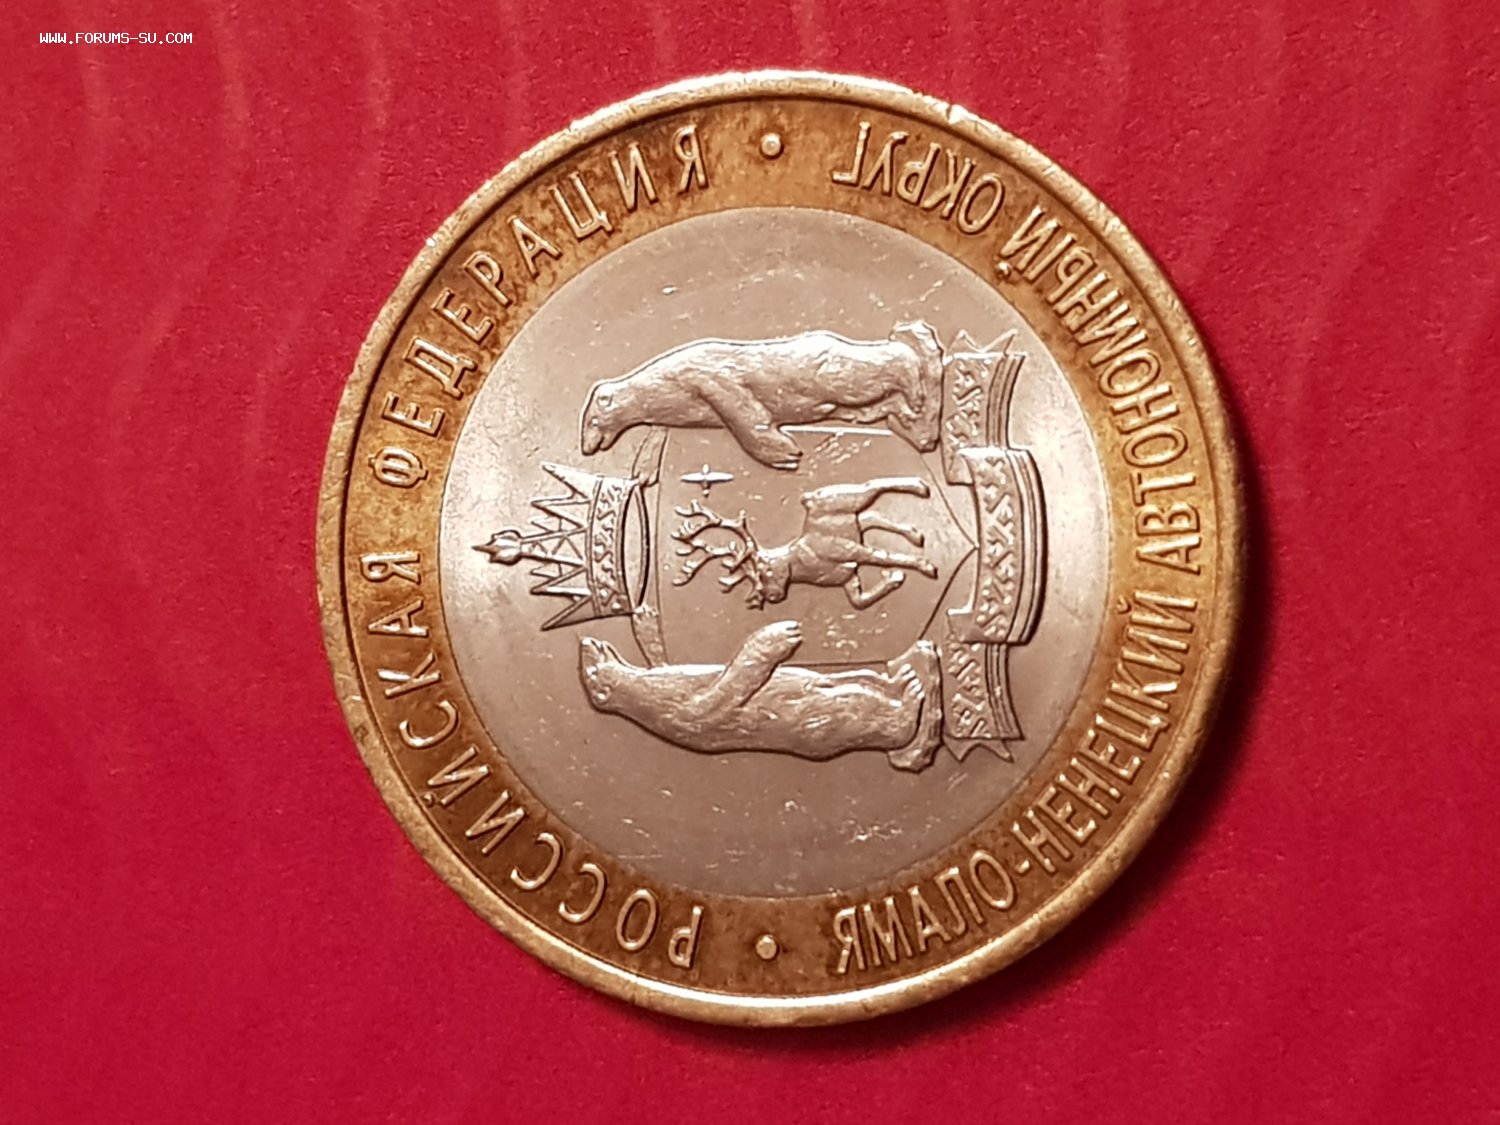 WWW.FORUMS-SU.COM
РОССИЙСКАЯ ФЕДЕРАЦИЯ
ЯМАЛО-НЕНЕЦКИЙ АВТОНОМНЫЙ ОКРУГ